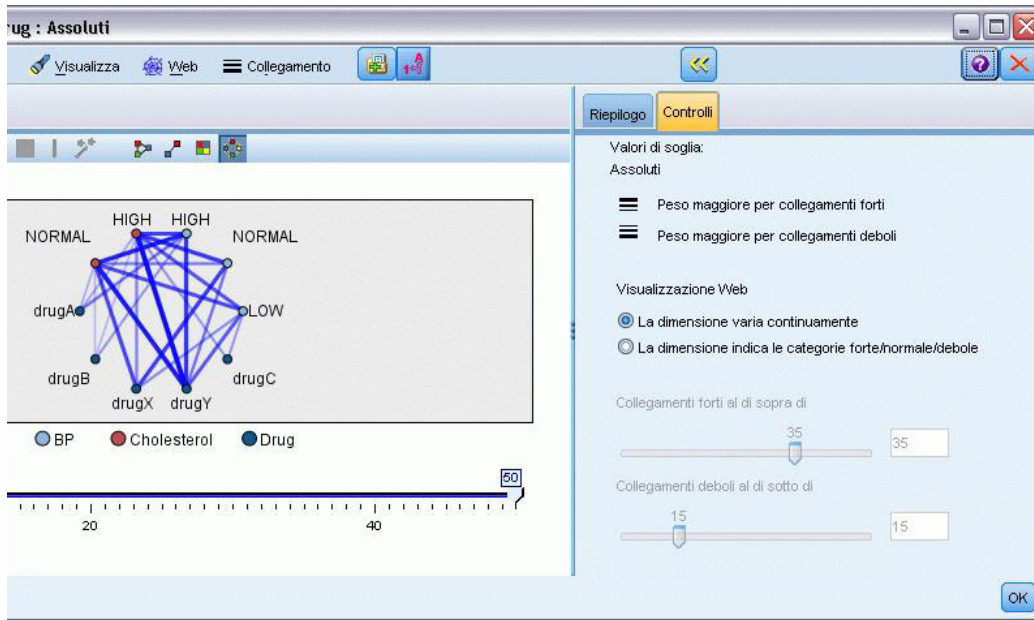 rug : Assoluti
Visualizza Web Collegamento
Riepilogo Controlli
Valori di soglia:
Assoluti
Peso maggiore per collegamenti forti
Peso maggiore per collegamenti deboli
Visualizzazione Web
La dimensione varia continuamente
La dimensione indica le categorie forte/normale/debole
Collegamenti forti al di sopra di
35
35
Collegamenti deboli al di sotto di
15
15
HIGH HIGH
NORMAL NORMAL
drugA LOW
drugB drugC
drugX drugY
BP Cholesterol Drug
50
20 40
OK